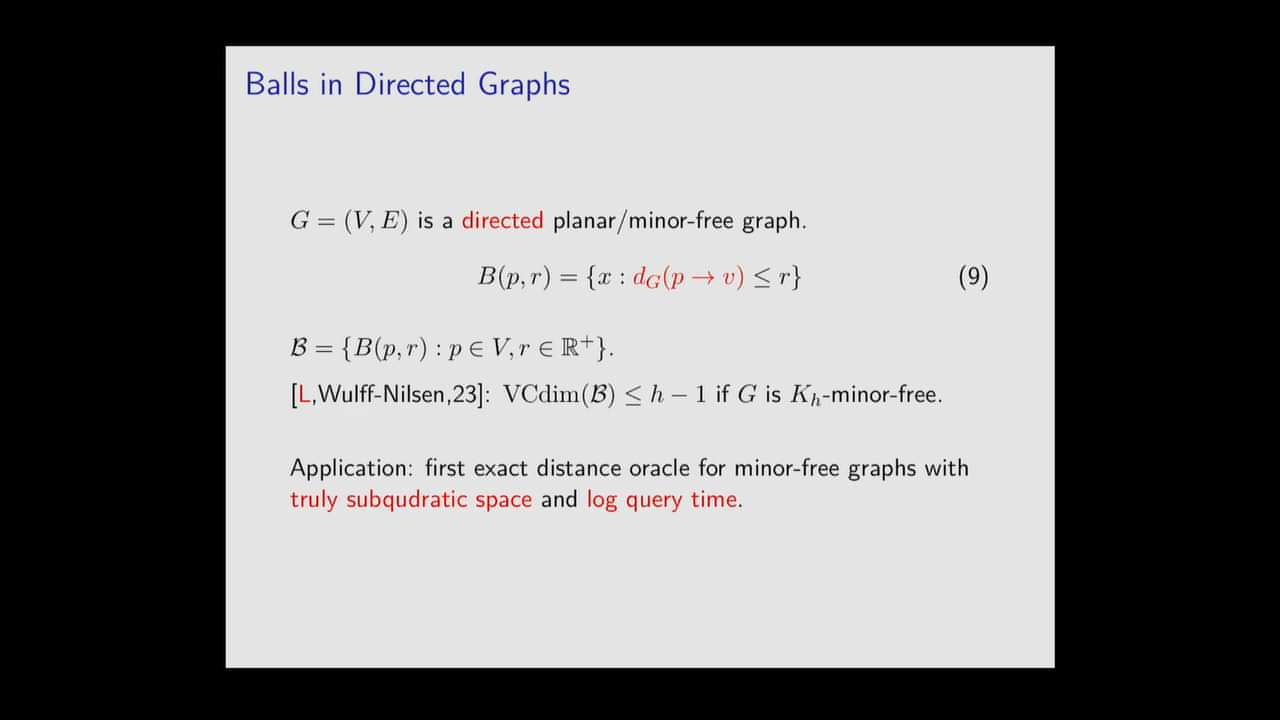 Balls in Directed Graphs
G = (V, E) is a directed planar/minor-free graph.
B(p, r) = {x : d_G(p → v) ≤ r} (9)
ℬ = {B(p, r) : p ∈ V, r ∈ ℝ⁺}.
[L,Wulff-Nilsen,23]: VCdim(ℬ) ≤ h − 1 if G is K_h-minor-free.
Application: first exact distance oracle for minor-free graphs with
truly subqudratic space and log query time.